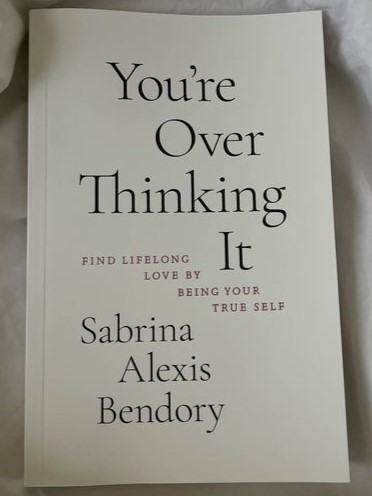 You're
Over
Thinking
It
FIND LIFELONG
LOVE BY
BEING YOUR
TRUE SELF
Sabrina
Alexis
Bendory